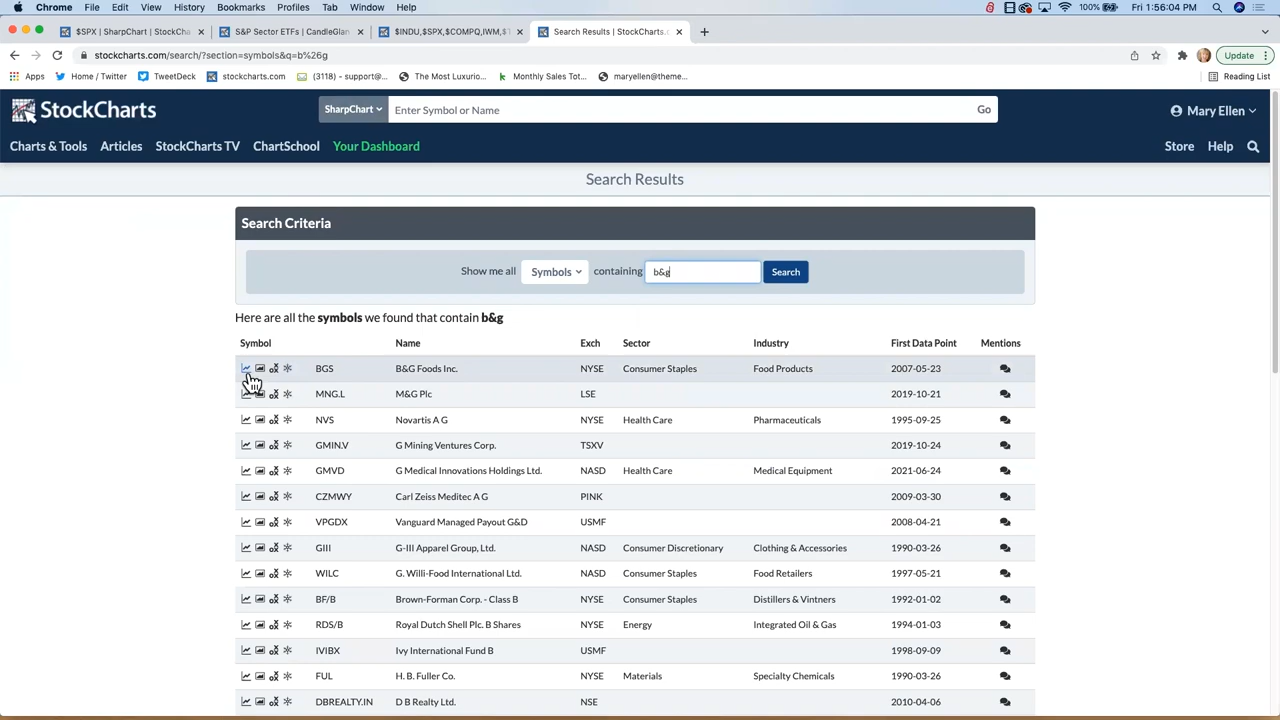 Chrome File Edit View History Bookmarks Profiles Tab Window Help 100% Fri 1:56:04 PM
$SPX | SharpChart | StockCha S&P Sector ETFs | CandleGlan $INDU,$SPX,$COMPQ,IWM,$T Search Results | StockCharts.c
stockcharts.com/search/?section=symbols&q=b%26g Update
Apps Home / Twitter TweetDeck stockcharts.com (3118) - support@... The Most Luxurio... Monthly Sales Tot... maryellen@theme... Reading List
StockCharts SharpChart Enter Symbol or Name Go Mary Ellen
Charts & Tools Articles StockCharts TV ChartSchool Your Dashboard Store Help
Search Results
Search Criteria
Show me all Symbols containing b&g Search
Here are all the symbols we found that contain b&g
Symbol Name Exch Sector Industry First Data Point Mentions
BGS B&G Foods Inc. NYSE Consumer Staples Food Products 2007-05-23
MNG.L M&G Plc LSE 2019-10-21
NVS Novartis A G NYSE Health Care Pharmaceuticals 1995-09-25
GMIN.V G Mining Ventures Corp. TSXV 2019-10-24
GMVD G Medical Innovations Holdings Ltd. NASD Health Care Medical Equipment 2021-06-24
CZMWY Carl Zeiss Meditec A G PINK 2009-03-30
VPGDX Vanguard Managed Payout G&D USMF 2008-04-21
GIII G-III Apparel Group, Ltd. NASD Consumer Discretionary Clothing & Accessories 1990-03-26
WILC G. Willi-Food International Ltd. NASD Consumer Staples Food Retailers 1997-05-21
BF/B Brown-Forman Corp. - Class B NYSE Consumer Staples Distillers & Vintners 1992-01-02
RDS/B Royal Dutch Shell Plc. B Shares NYSE Energy Integrated Oil & Gas 1994-01-03
IVIBX Ivy International Fund B USMF 1998-09-09
FUL H. B. Fuller Co. NYSE Materials Specialty Chemicals 1990-03-26
DBREALTY.IN D B Realty Ltd. NSE 2010-04-06